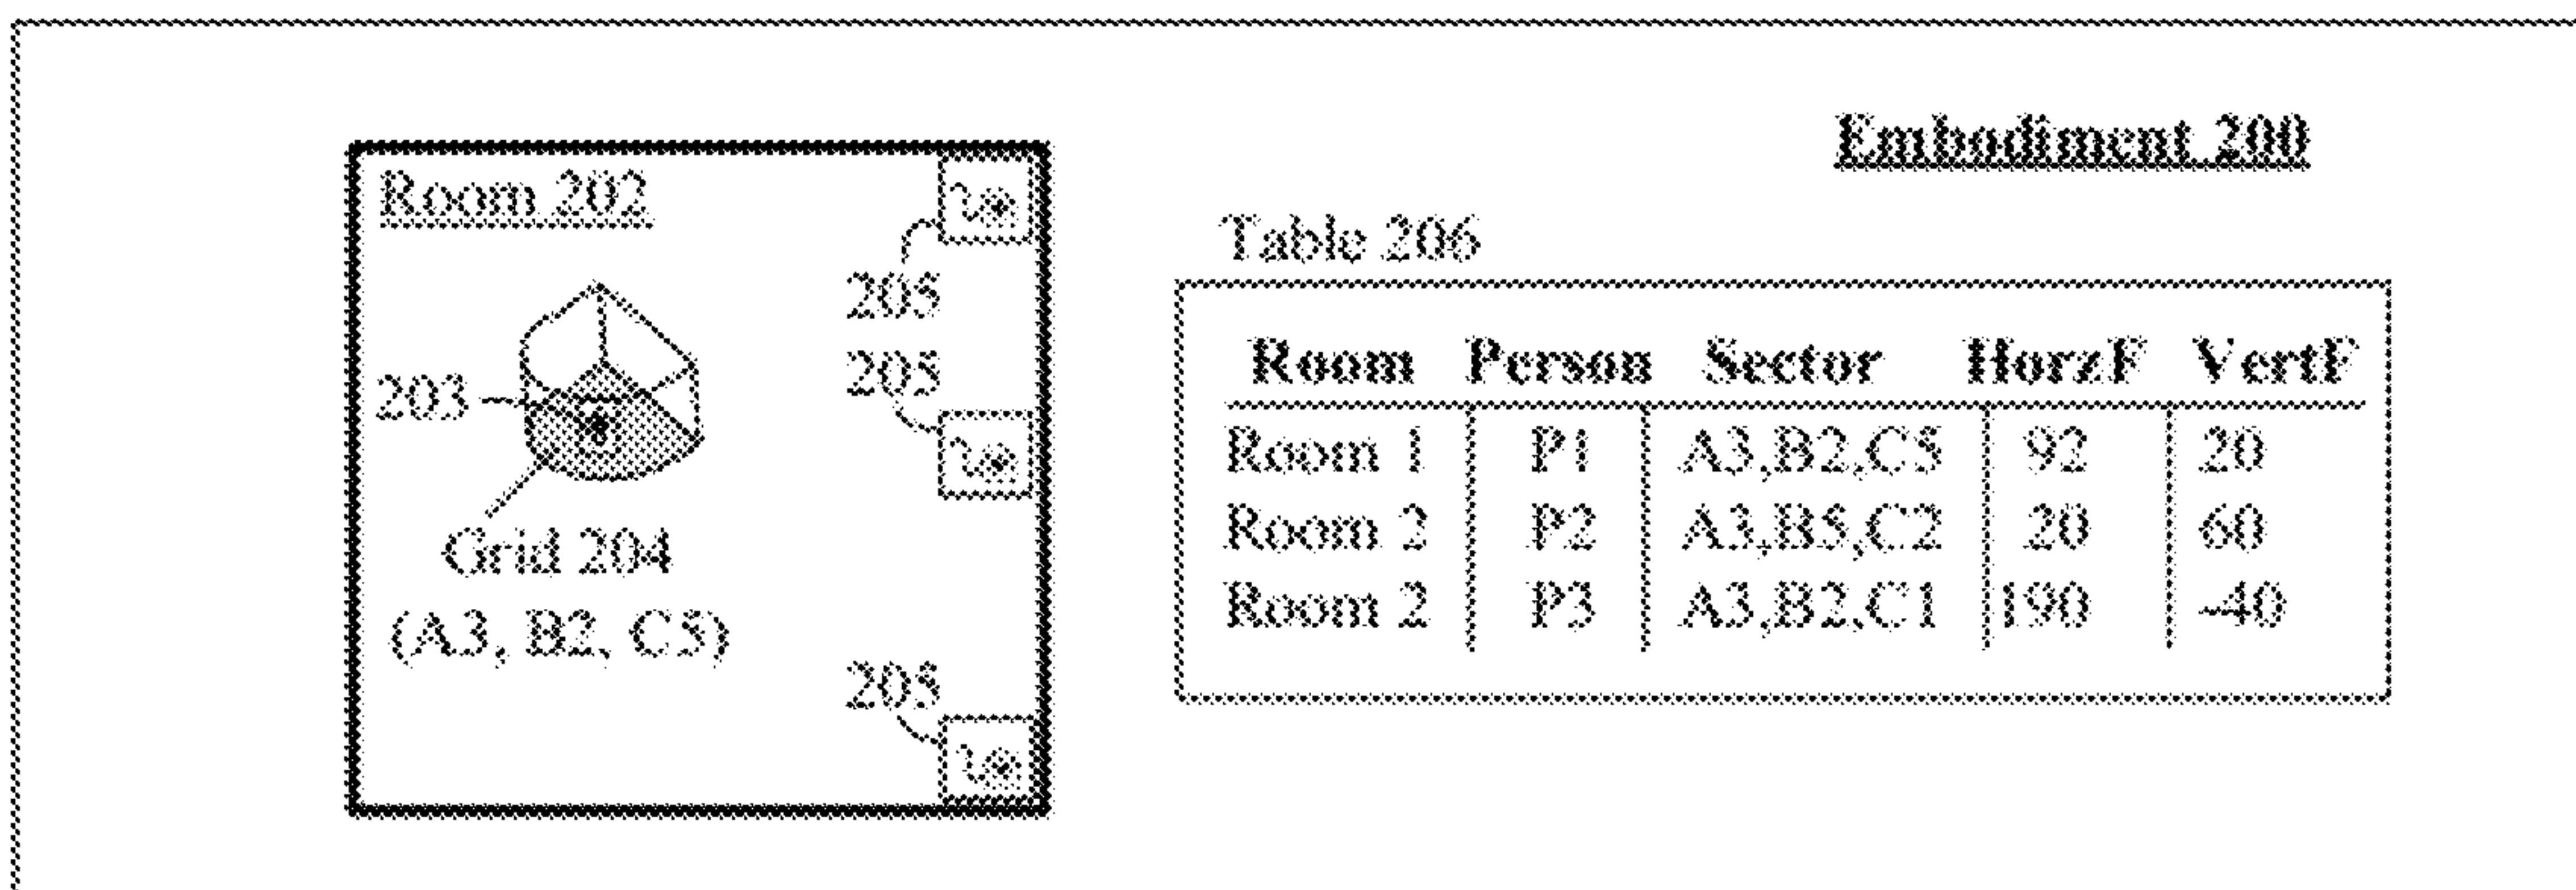 Embodiment 200
Room 202
205
205
203
Grid 204
(A3, B2, C5)
205
Table 206
Room Person Sector HorzF VertF
Room 1 P1 A3,B2,C5 92 20
Room 2 P2 A3,B5,C2 20 60
Room 2 P3 A3,B2,C1 190 -40